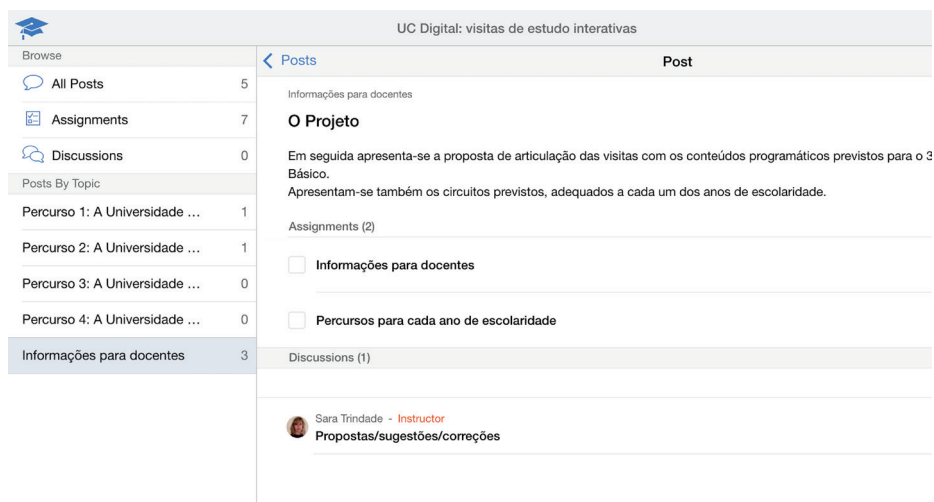 UC Digital: visitas de estudo interativas
Browse
All Posts 5
Assignments 7
Discussions 0
Posts By Topic
Percurso 1: A Universidade ... 1
Percurso 2: A Universidade ... 1
Percurso 3: A Universidade ... 0
Percurso 4: A Universidade ... 0
Informações para docentes 3
Posts
Post
Informações para docentes
O Projeto
Em seguida apresenta-se a proposta de articulação das visitas com os conteúdos programáticos previstos para o 3
Básico.
Apresentam-se também os circuitos previstos, adequados a cada um dos anos de escolaridade.
Assignments (2)
Informações para docentes
Percursos para cada ano de escolaridade
Discussions (1)
Sara Trindade - Instructor
Propostas/sugestões/correções